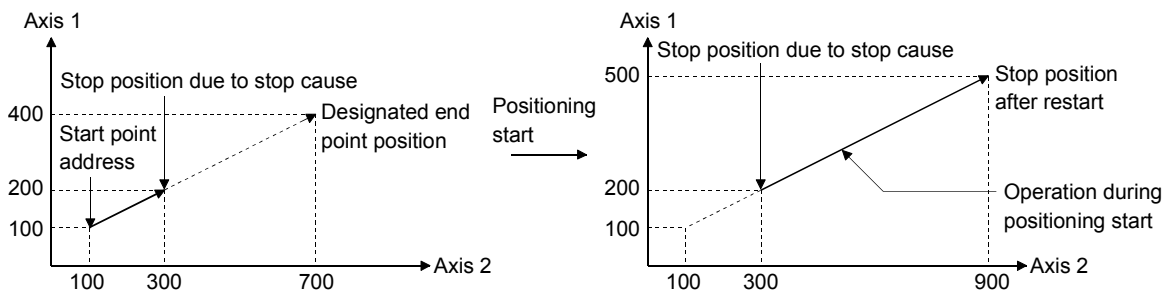 Axis 1
Stop position due to stop cause
400
Designated end
point position
Start point
address
200
100
100
300
700
Axis 2
Positioning
start
Axis 1
Stop position due to stop cause
500
Stop position
after restart
200
Operation during
positioning start
100
100
300
900
Axis 2